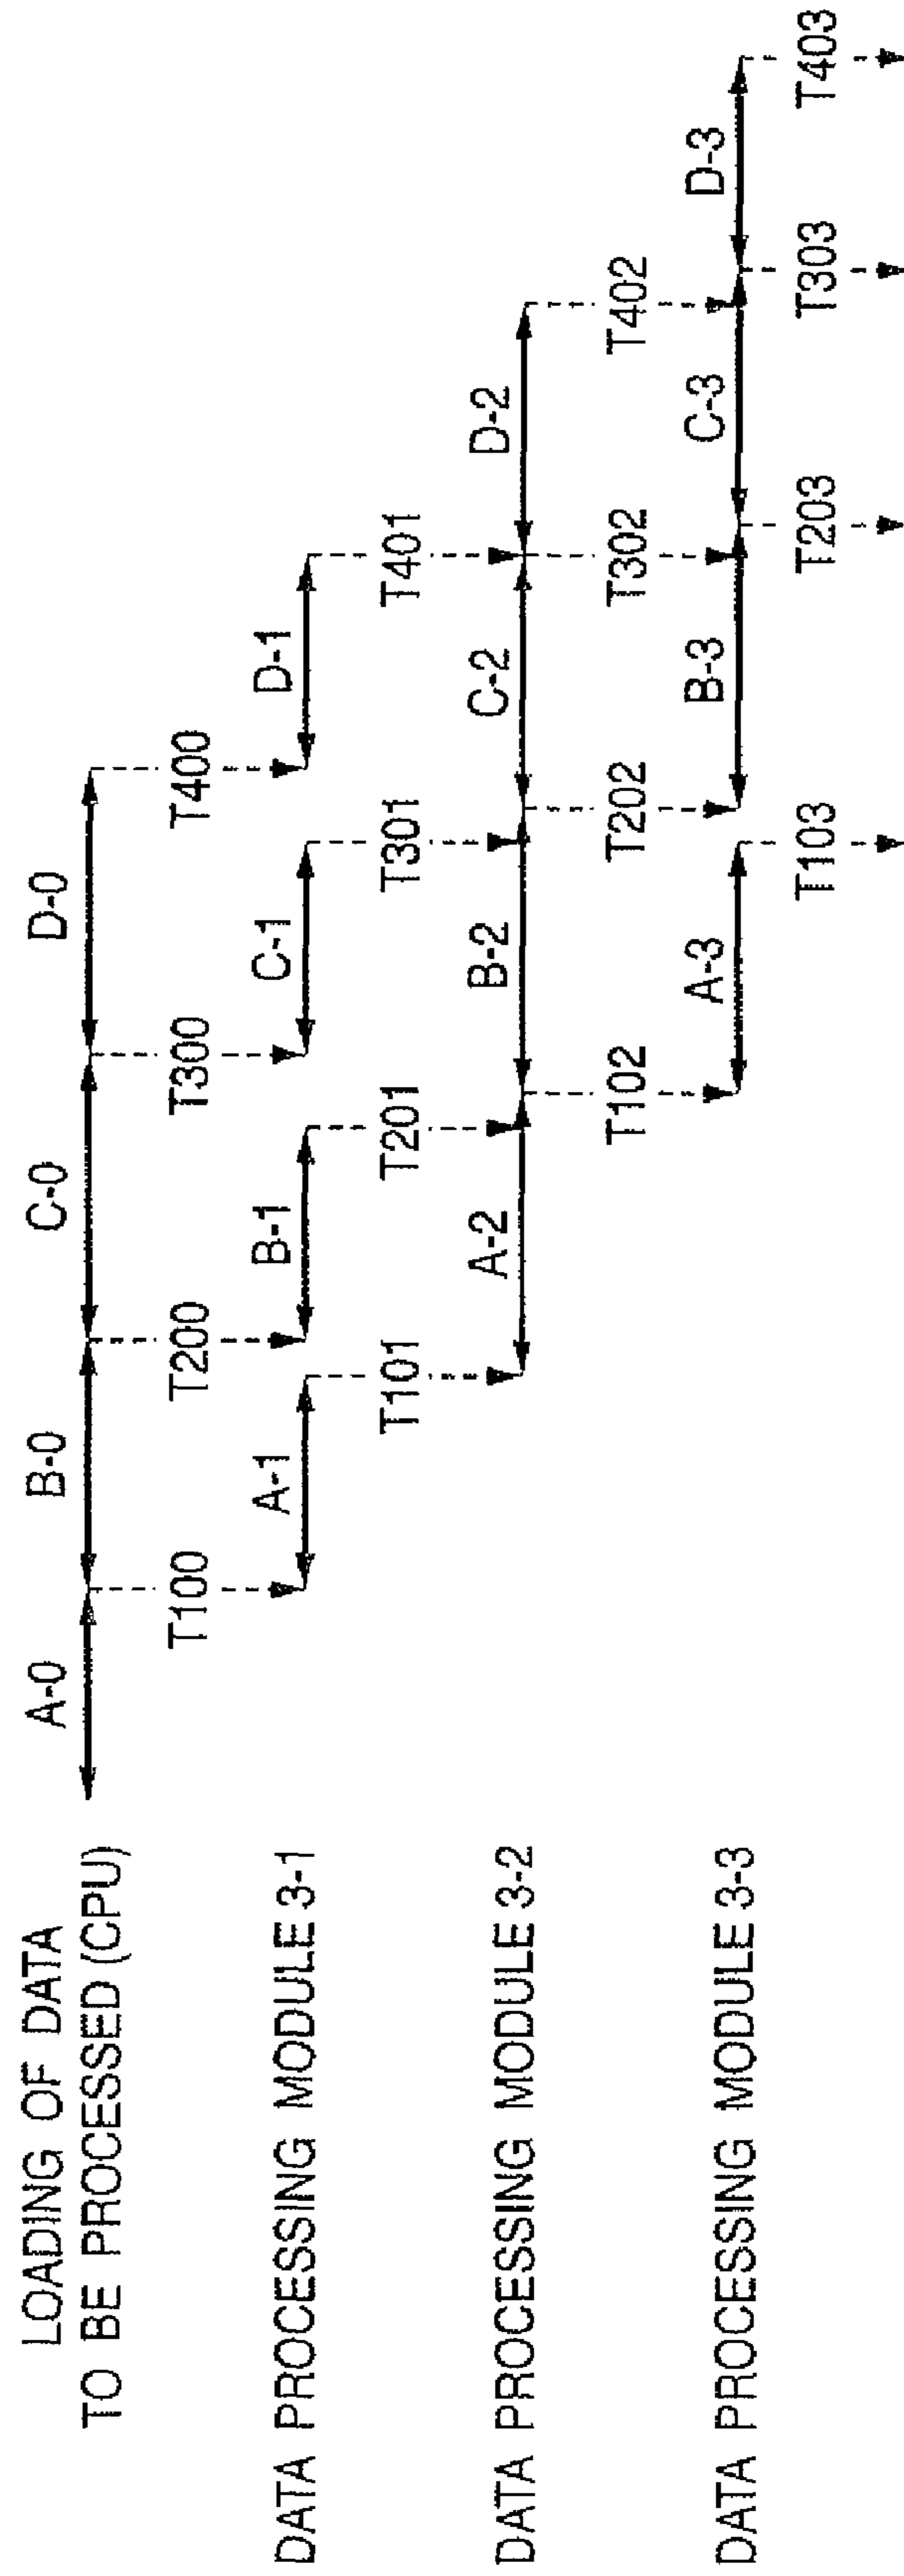 LOADING OF DATA
TO BE PROCESSED (CPU)
A-0
B-0
C-0
D-0
T100
T200
T300
T400
DATA PROCESSING MODULE 3-1
A-1
B-1
C-1
D-1
T101
T201
T301
T401
DATA PROCESSING MODULE 3-2
A-2
B-2
C-2
D-2
T102
T202
T302
T402
DATA PROCESSING MODULE 3-3
A-3
B-3
C-3
D-3
T103
T203
T303
T403